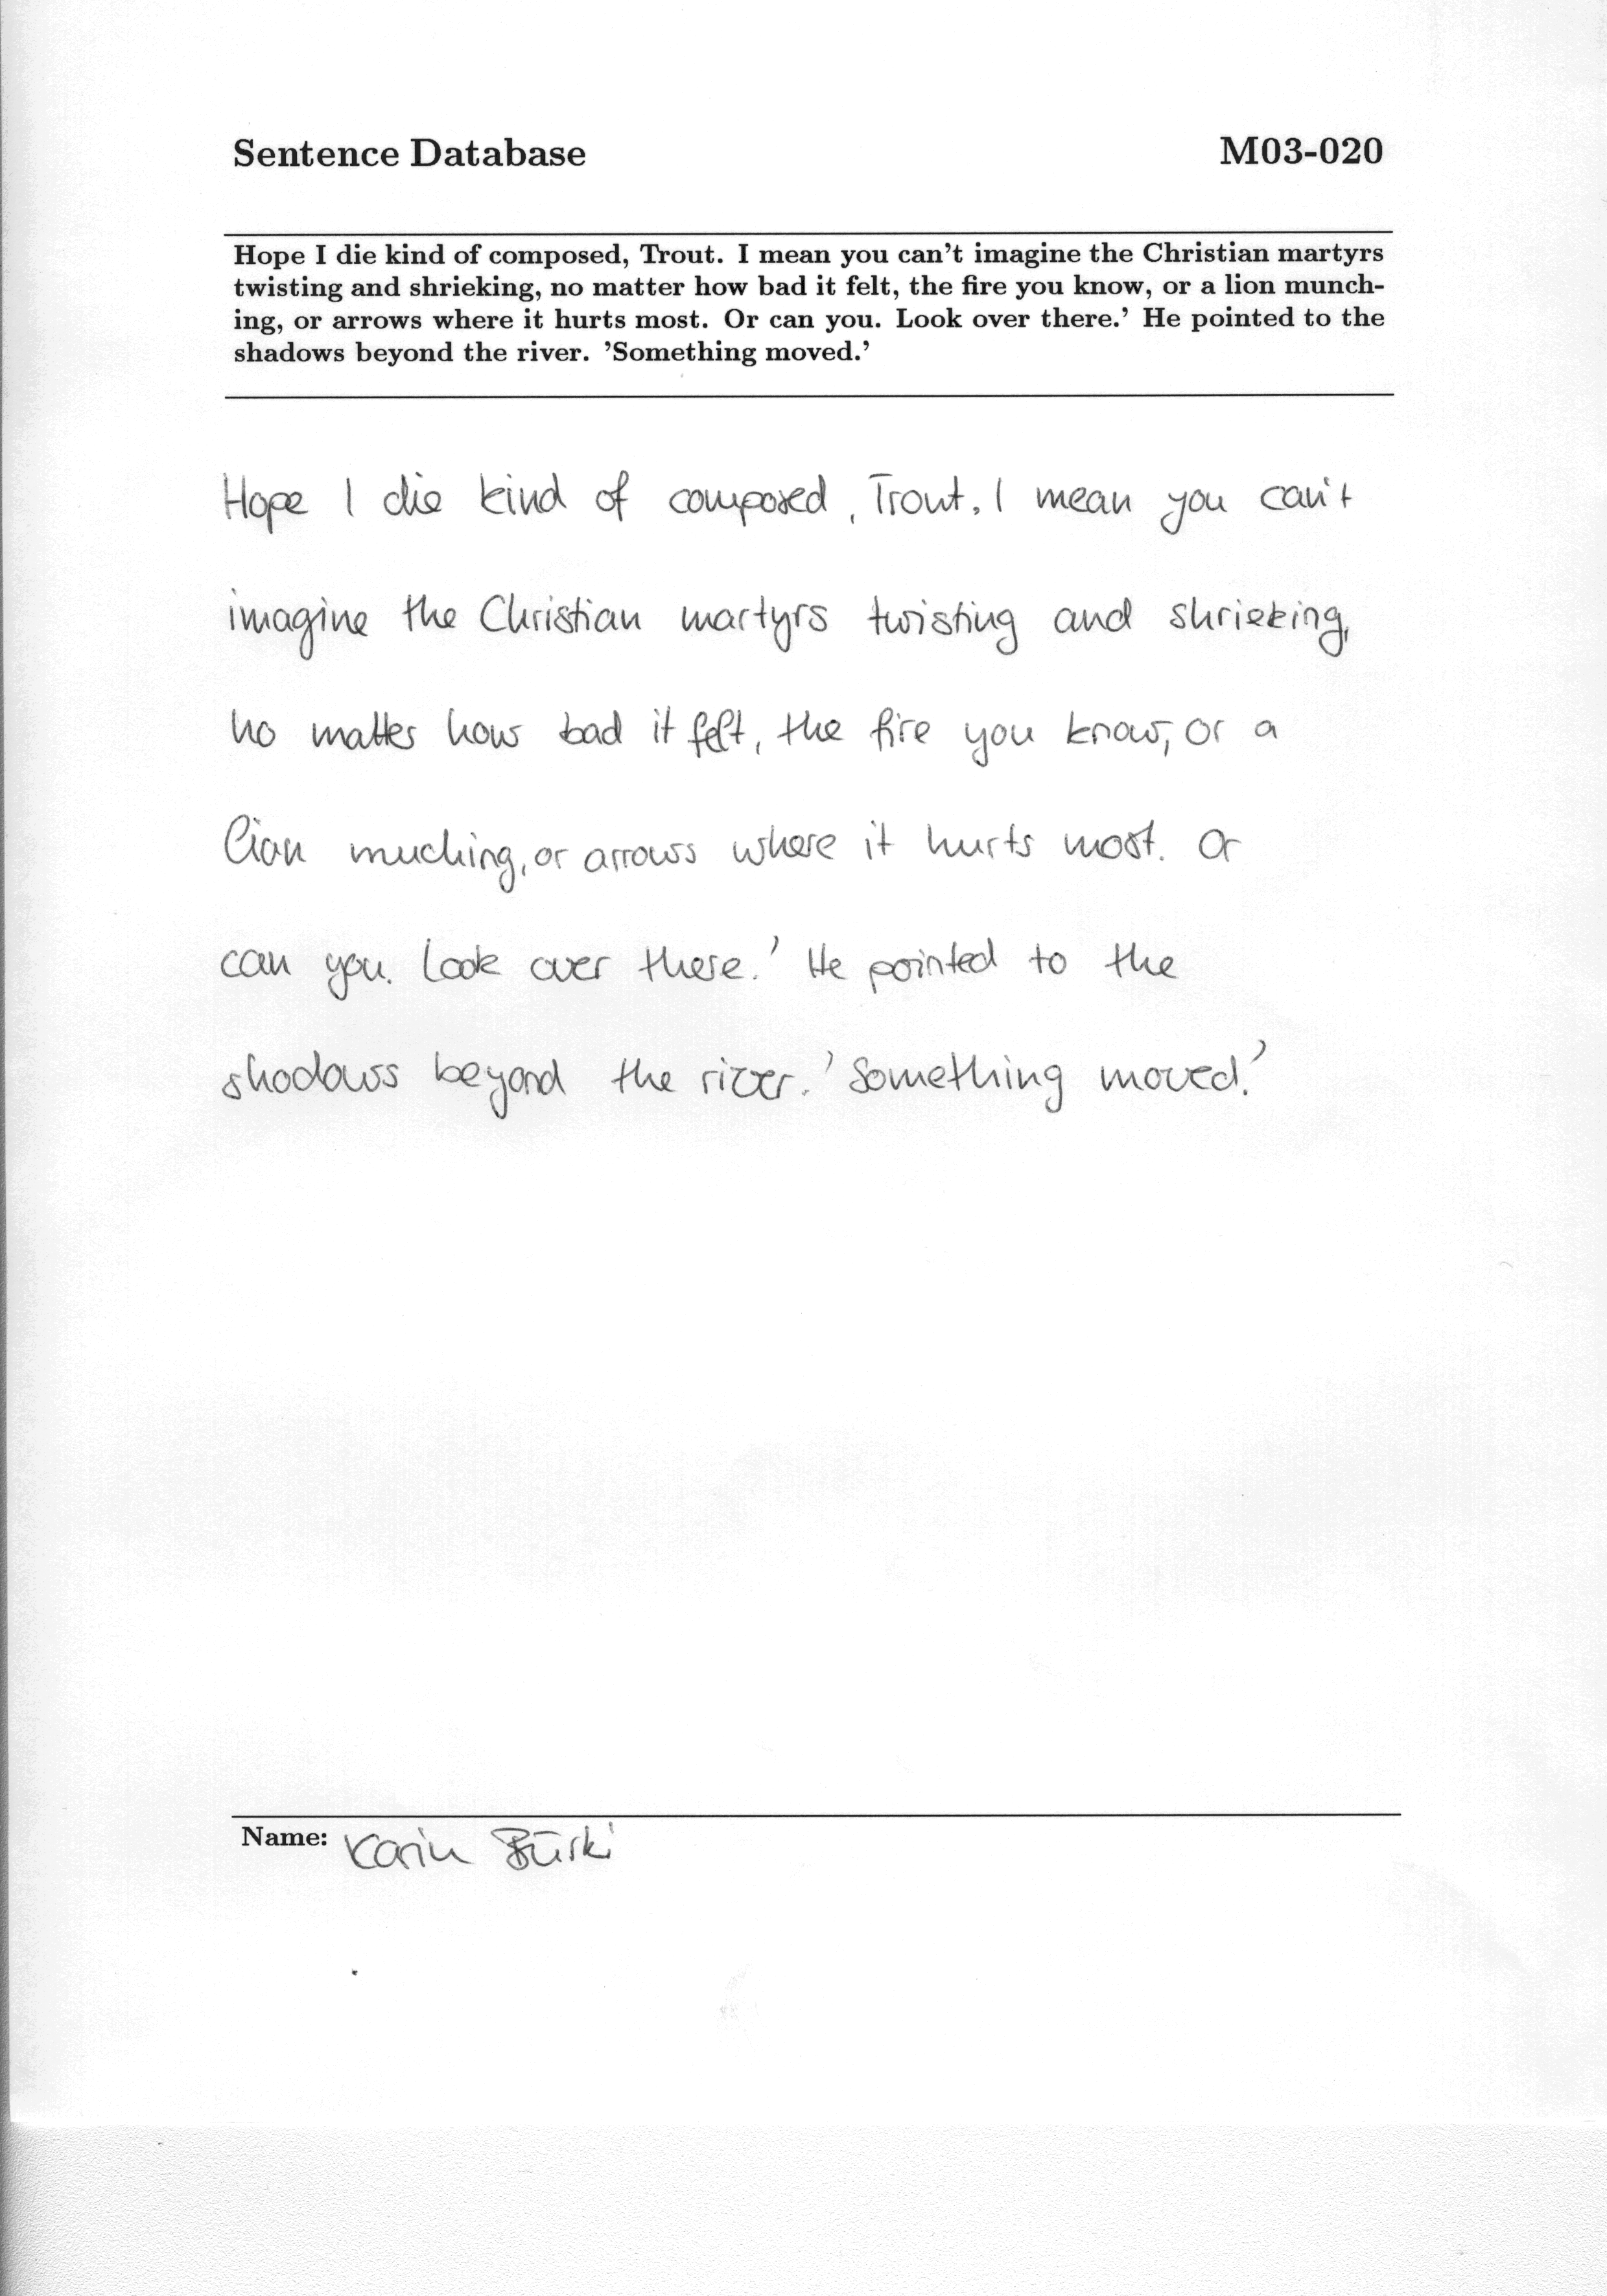 Sentence Database M03-020
Hope I die kind of composed, Trout. I mean you can't imagine the Christian martyrs
twisting and shrieking, no matter how bad it felt, the fire you know, or a lion munch-
ing, or arrows where it hurts most. Or can you. Look over there.' He pointed to the
shadows beyond the river. 'Something moved.'
Hope I die kind of composed, Trout. I mean you can't
imagine the Christian martyrs twisting and shrieking,
no matter how bad it felt, the fire you know, or a
lion muching, or arrows where it hurts most. Or
can you. Look over there.' He pointed to the
shadows beyond the river. 'Something moved.'
Name: Karin Bürki